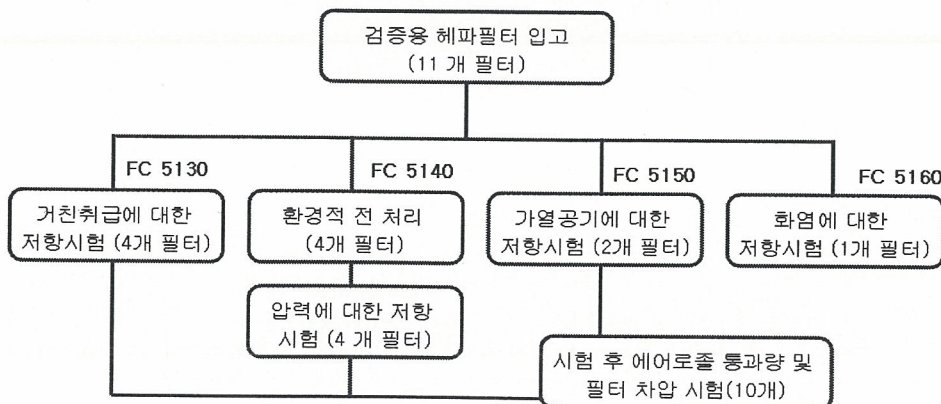 검증용 헤파필터 입고
(11 개 필터)
FC 5130
FC 5140
FC 5150
FC 5160
거친취급에 대한
저항시험 (4개 필터)
환경적 전 처리
(4개 필터)
가열공기에 대한
저항시험 (2개 필터)
화염에 대한
저항시험 (1개 필터)
압력에 대한 저항
시험 (4 개 필터)
시험 후 에어로졸 통과량 및
필터 차압 시험(10개)